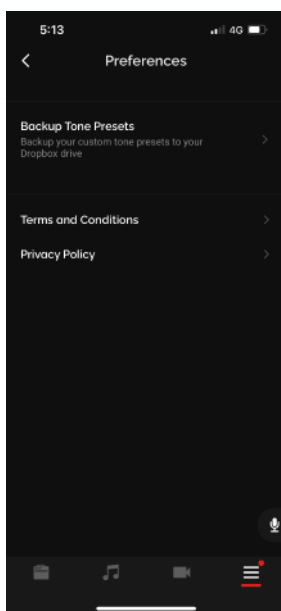 5:13
4G
Preferences
Backup Tone Presets
Backup your custom tone presets to your
Dropbox drive
Terms and Conditions
Privacy Policy